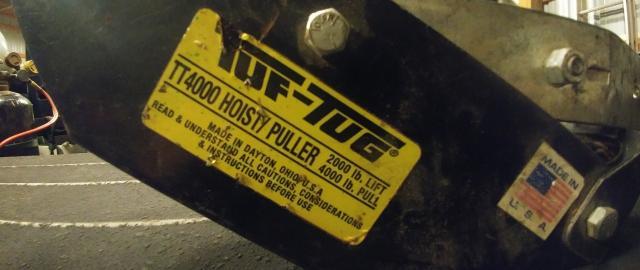 TUF-TUG®
TT4000 HOISTY PULLER 2000 lb. LIFT
4000 lb. PULL
MADE IN DAYTON, OHIO, U.S.A
READ & UNDERSTAND ALL CAUTIONS, CONSIDERATIONS
& INSTRUCTIONS BEFORE USE
MADE IN
U. S. A.